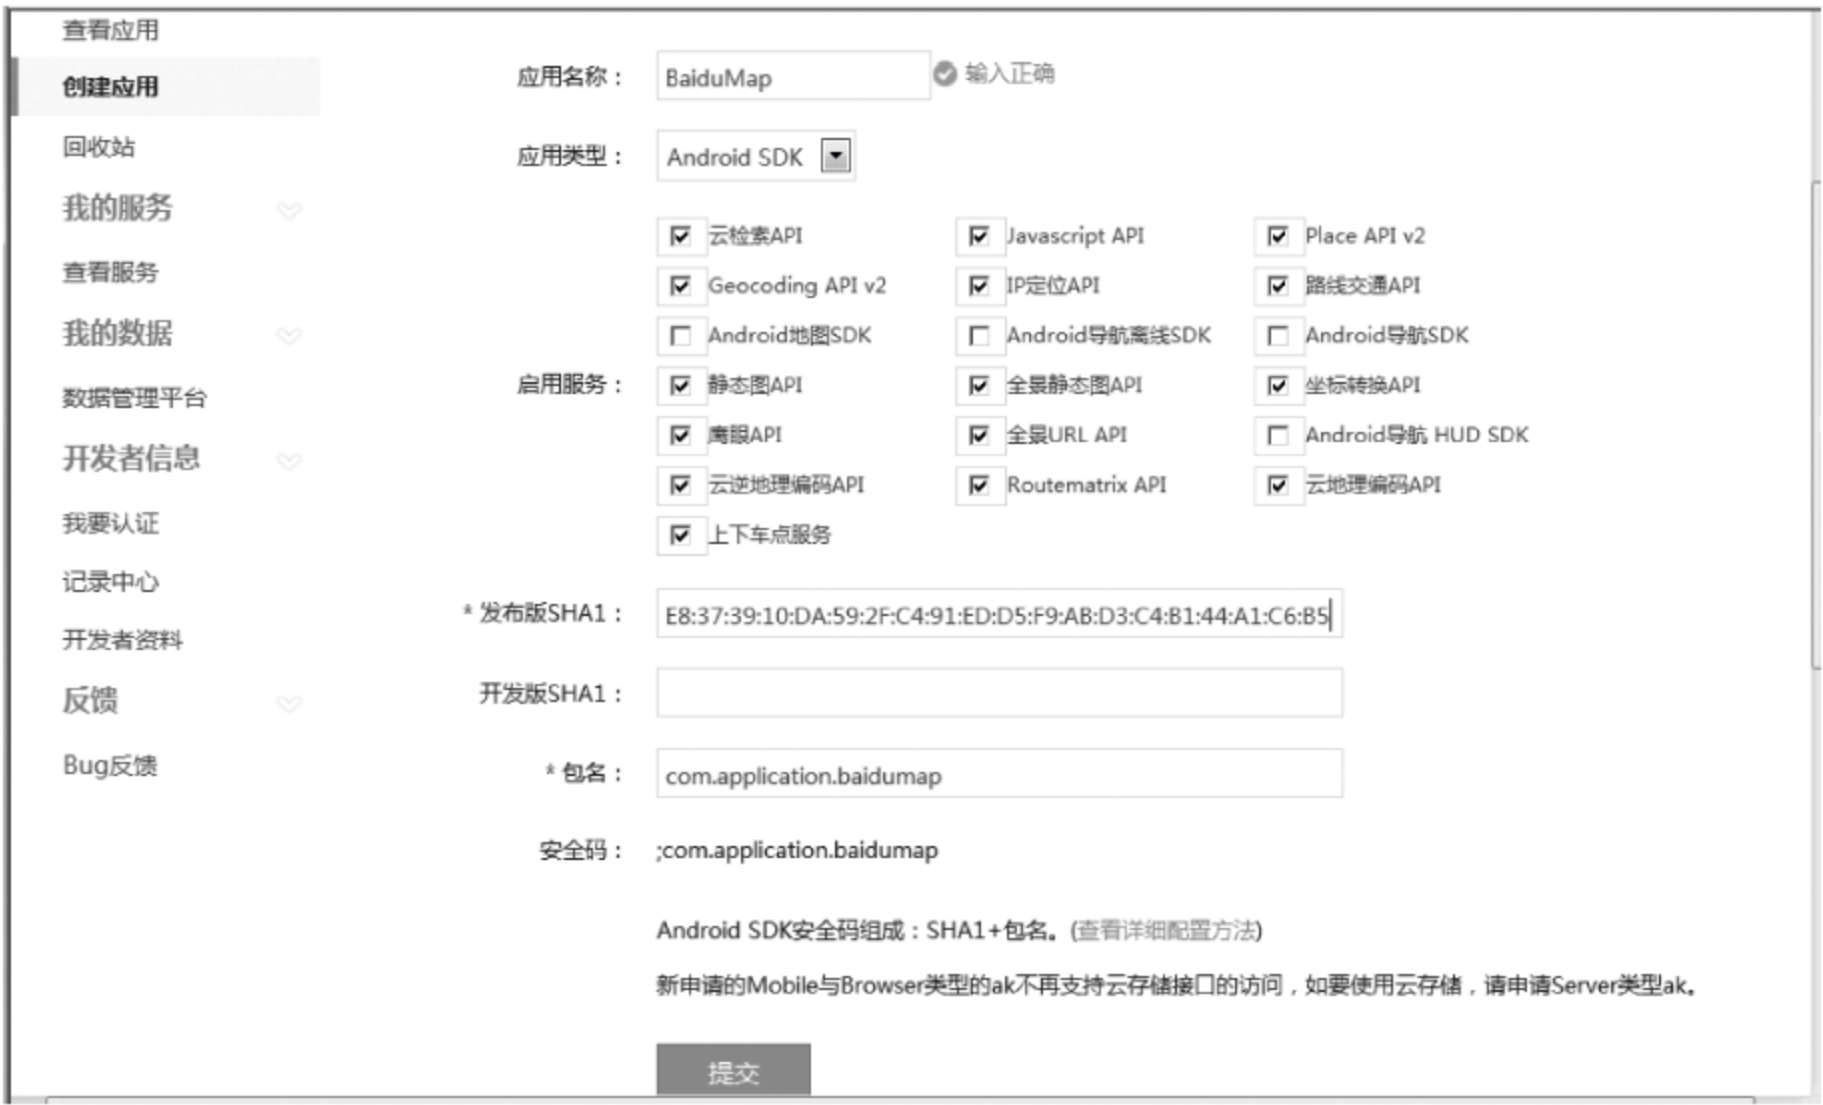 查看应用
创建应用
回收站
我的服务
查看服务
我的数据
数据管理平台
开发者信息
我要认证
记录中心
开发者资料
反馈
Bug反馈
应用名称： BaiduMap 输入正确
应用类型： Android SDK
启用服务：
云检索API Javascript API Place API v2
Geocoding API v2 IP定位API 路线交通API
Android地图SDK Android导航离线SDK Android导航SDK
静态图API 全景静态图API 坐标转换API
鹰眼API 全景URL API Android导航 HUD SDK
云逆地理编码API Routematrix API 云地理编码API
上下车点服务
* 发布版SHA1： E8:37:39:10:DA:59:2F:C4:91:ED:D5:F9:AB:D3:C4:B1:44:A1:C6:B5
开发版SHA1：
* 包名： com.application.baidumap
安全码： ;com.application.baidumap
Android SDK安全码组成：SHA1+包名。(查看详细配置方法)
新申请的Mobile与Browser类型的ak不再支持云存储接口的访问，如要使用云存储，请申请Server类型ak。
提交